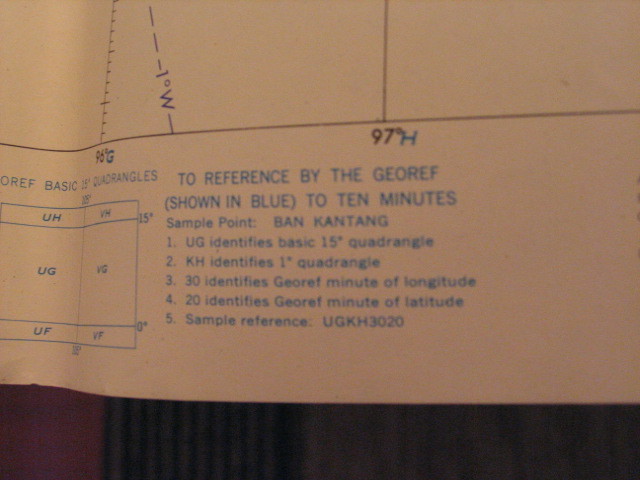 1°W
96°G
97°H
OREF BASIC 15° QUADRANGLES
UH VH 15°
UG VG
UF VF 0°
TO REFERENCE BY THE GEOREF
(SHOWN IN BLUE) TO TEN MINUTES
Sample Point: BAN KANTANG
1. UG identifies basic 15° quadrangle
2. KH identifies 1° quadrangle
3. 30 identifies Georef minute of longitude
4. 20 identifies Georef minute of latitude
5. Sample reference: UGKH3020